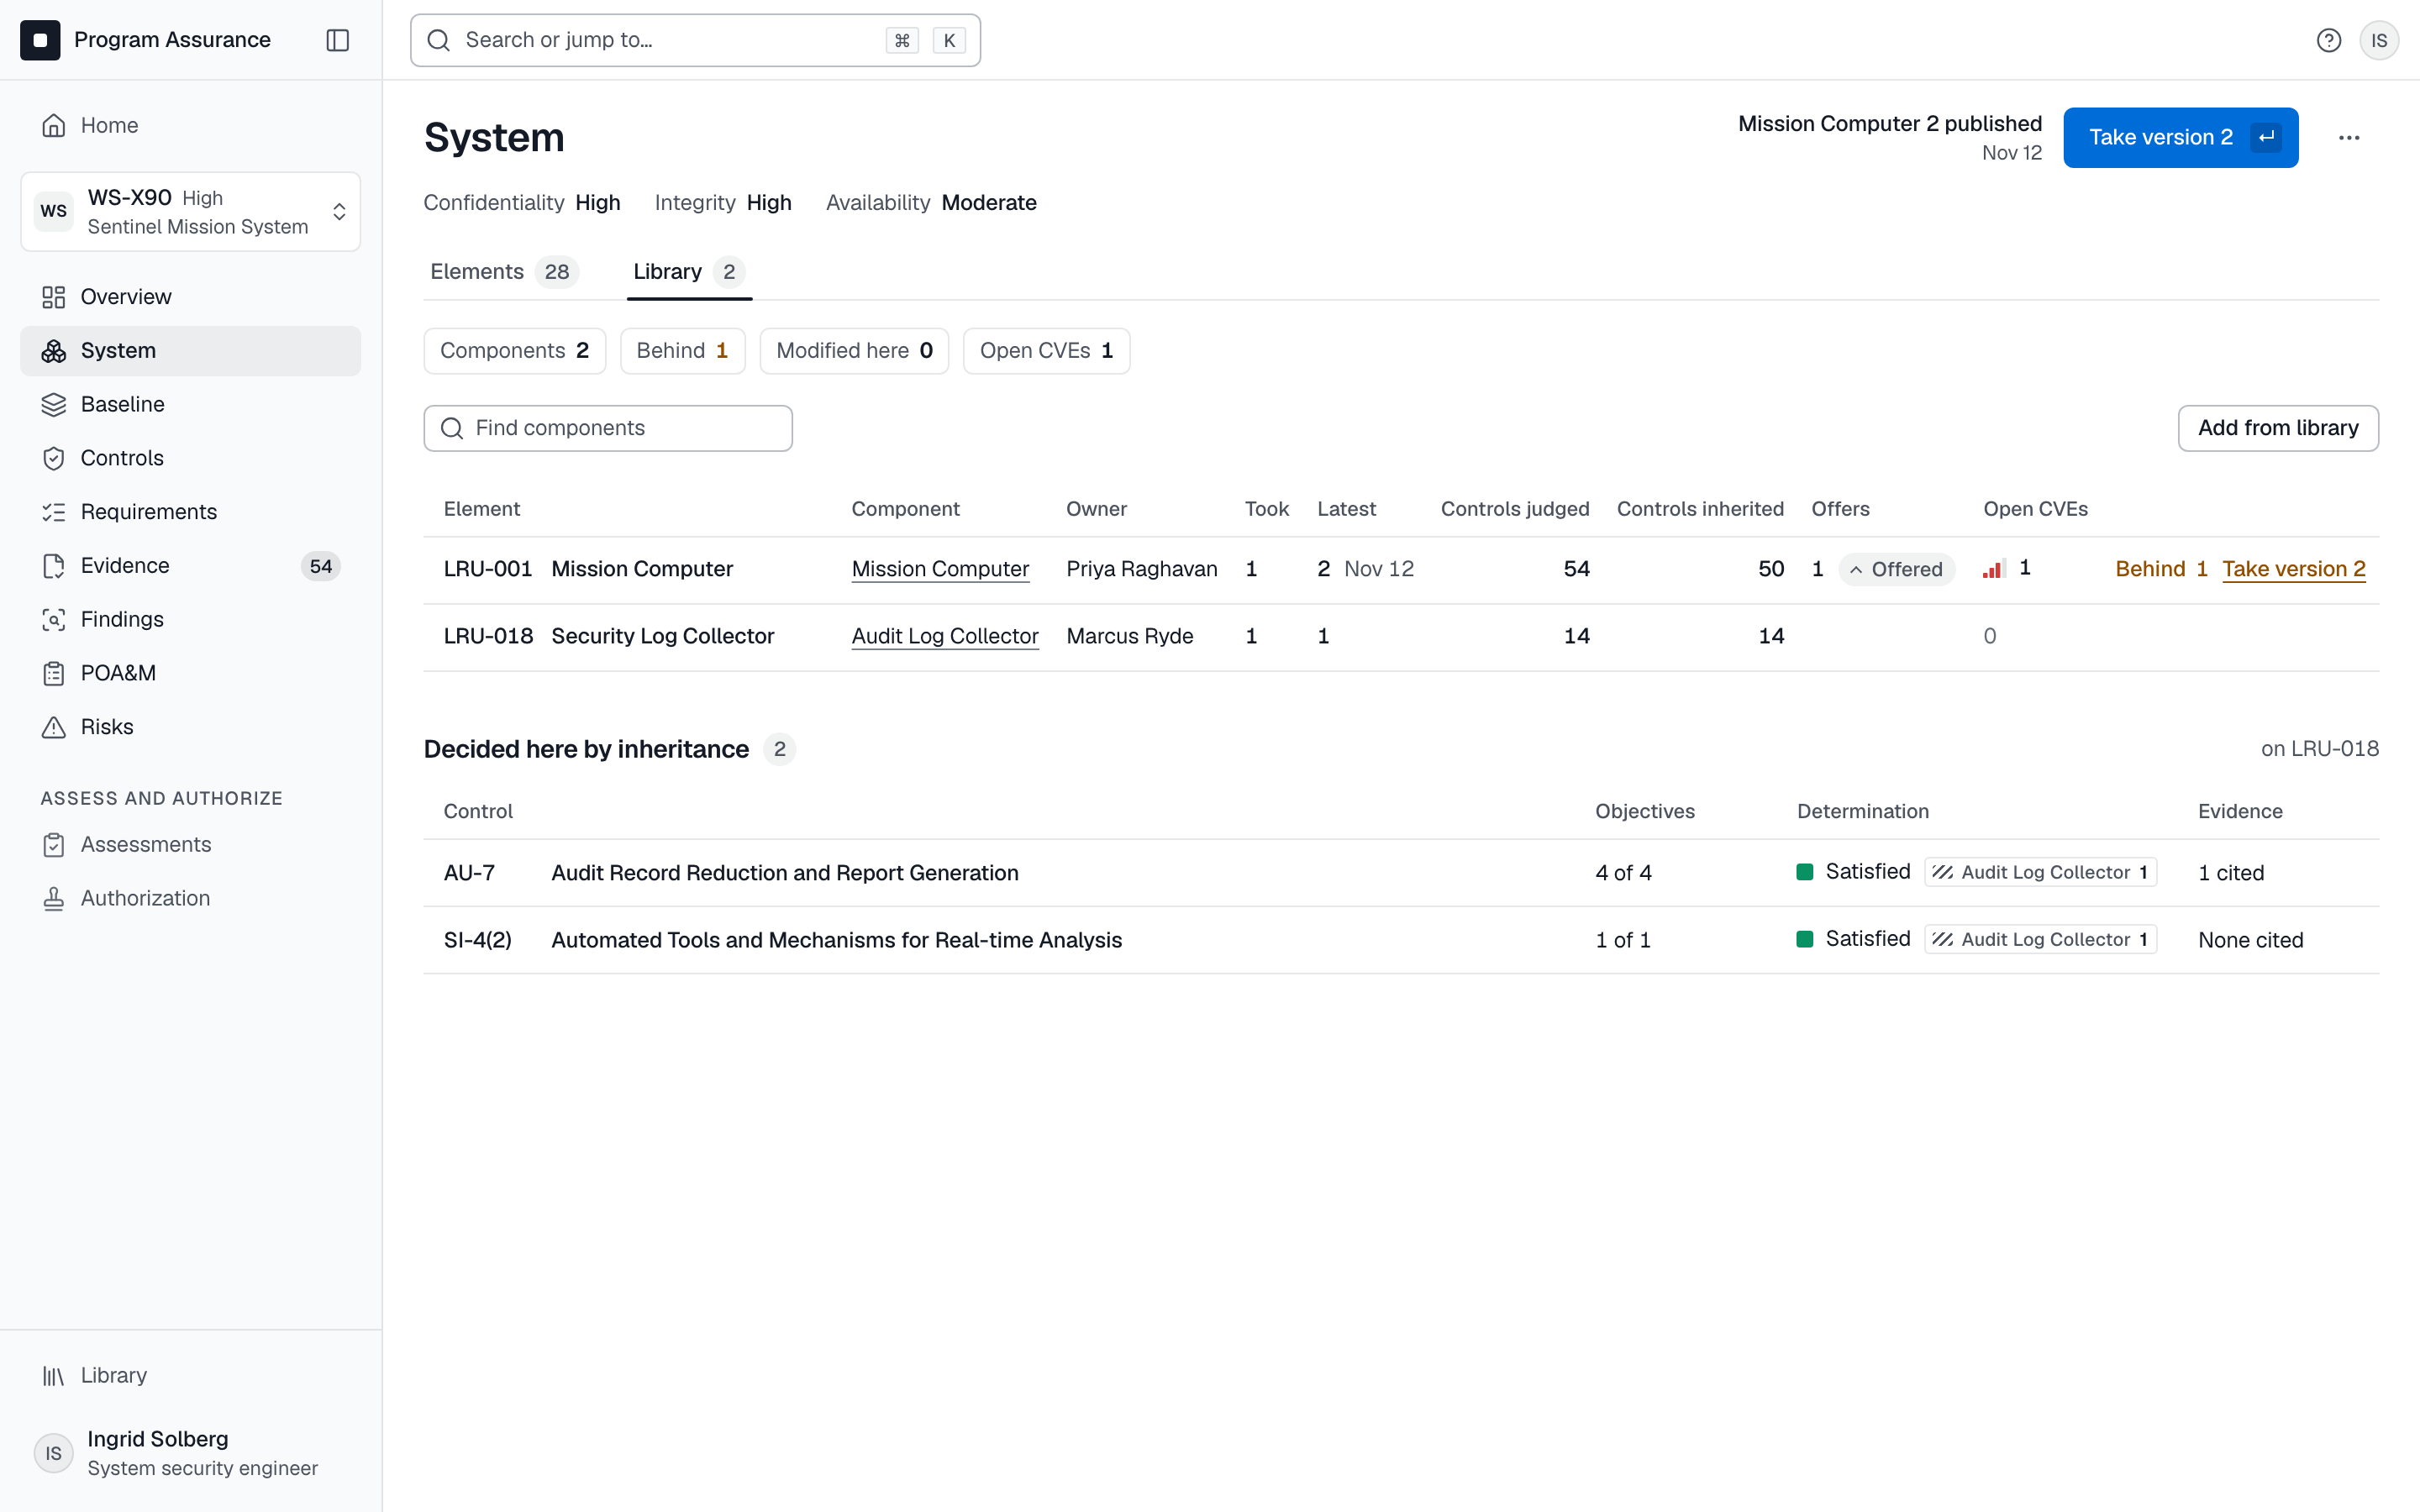 Program Assurance
Search or jump to...
⌘ K
IS
Home
WS
WS-X90 High
Sentinel Mission System
Overview
System
Baseline
Controls
Requirements
Evidence 54
Findings
POA&M
Risks
ASSESS AND AUTHORIZE
Assessments
Authorization
Library
IS
Ingrid Solberg
System security engineer
System
Mission Computer 2 published
Nov 12
Take version 2
Confidentiality High Integrity High Availability Moderate
Elements 28 Library 2
Components 2 Behind 1 Modified here 0 Open CVEs 1
Find components
Add from library
Element Component Owner Took Latest Controls judged Controls inherited Offers Open CVEs
LRU-001 Mission Computer Mission Computer Priya Raghavan 1 2 Nov 12 54 50 1 Offered 1 Behind 1 Take version 2
LRU-018 Security Log Collector Audit Log Collector Marcus Ryde 1 1 14 14 0
Decided here by inheritance 2
on LRU-018
Control Objectives Determination Evidence
AU-7 Audit Record Reduction and Report Generation 4 of 4 Satisfied Audit Log Collector 1 1 cited
SI-4(2) Automated Tools and Mechanisms for Real-time Analysis 1 of 1 Satisfied Audit Log Collector 1 None cited